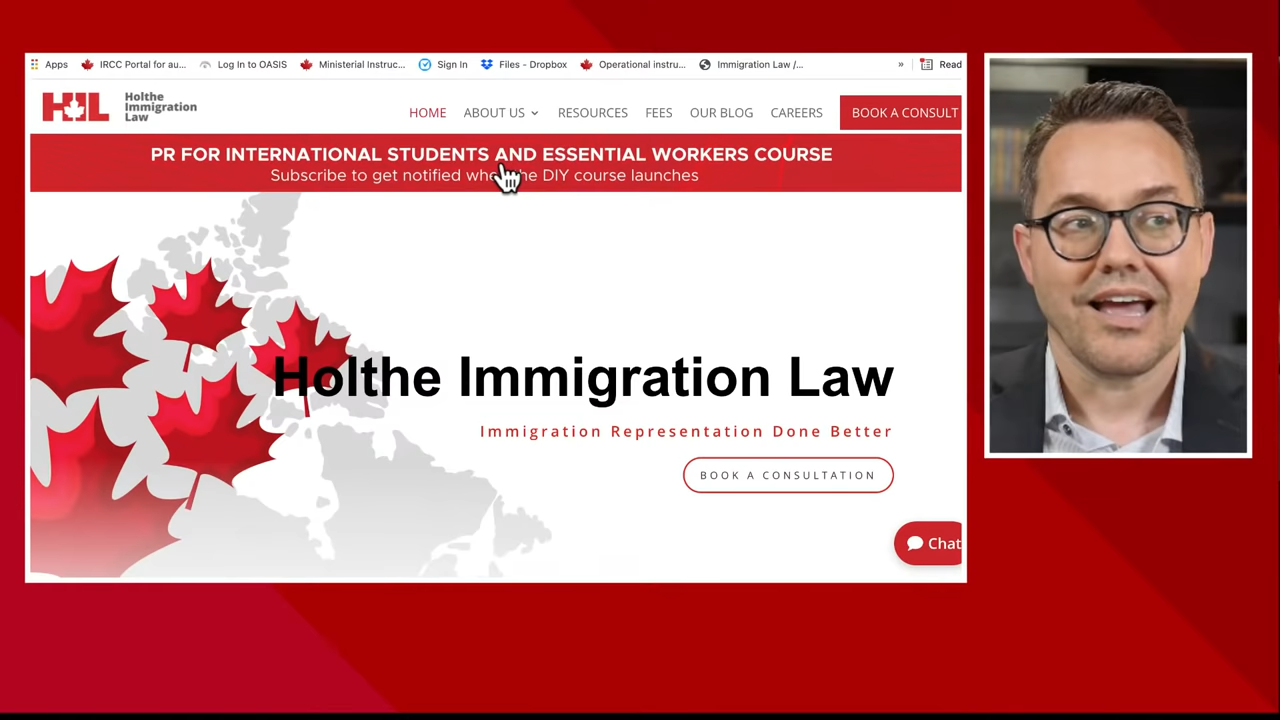 Apps IRCC Portal for au... Log In to OASIS Ministerial Instruc... Sign In Files - Dropbox Operational instru... Immigration Law /... » Read
HIL Holthe
Immigration
Law
HOME ABOUT US RESOURCES FEES OUR BLOG CAREERS BOOK A CONSULT
PR FOR INTERNATIONAL STUDENTS AND ESSENTIAL WORKERS COURSE
Subscribe to get notified when the DIY course launches
Holthe Immigration Law
Immigration Representation Done Better
BOOK A CONSULTATION
Chat